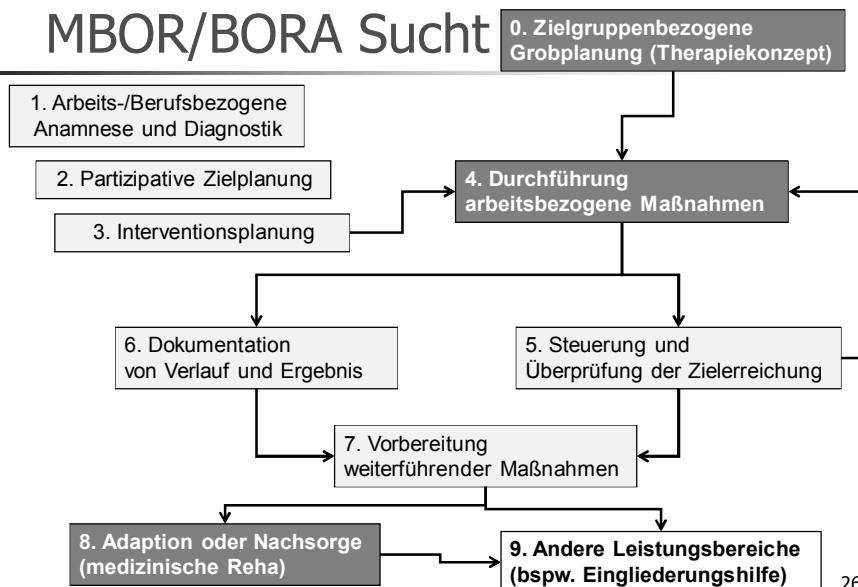 MBOR/BORA Sucht
0. Zielgruppenbezogene
Grobplanung (Therapiekonzept)
1. Arbeits-/Berufsbezogene
Anamnese und Diagnostik
2. Partizipative Zielplanung
3. Interventionsplanung
4. Durchführung
arbeitsbezogene Maßnahmen
6. Dokumentation
von Verlauf und Ergebnis
5. Steuerung und
Überprüfung der Zielerreichung
7. Vorbereitung
weiterführender Maßnahmen
8. Adaption oder Nachsorge
(medizinische Reha)
9. Andere Leistungsbereiche
(bspw. Eingliederungshilfe)
26